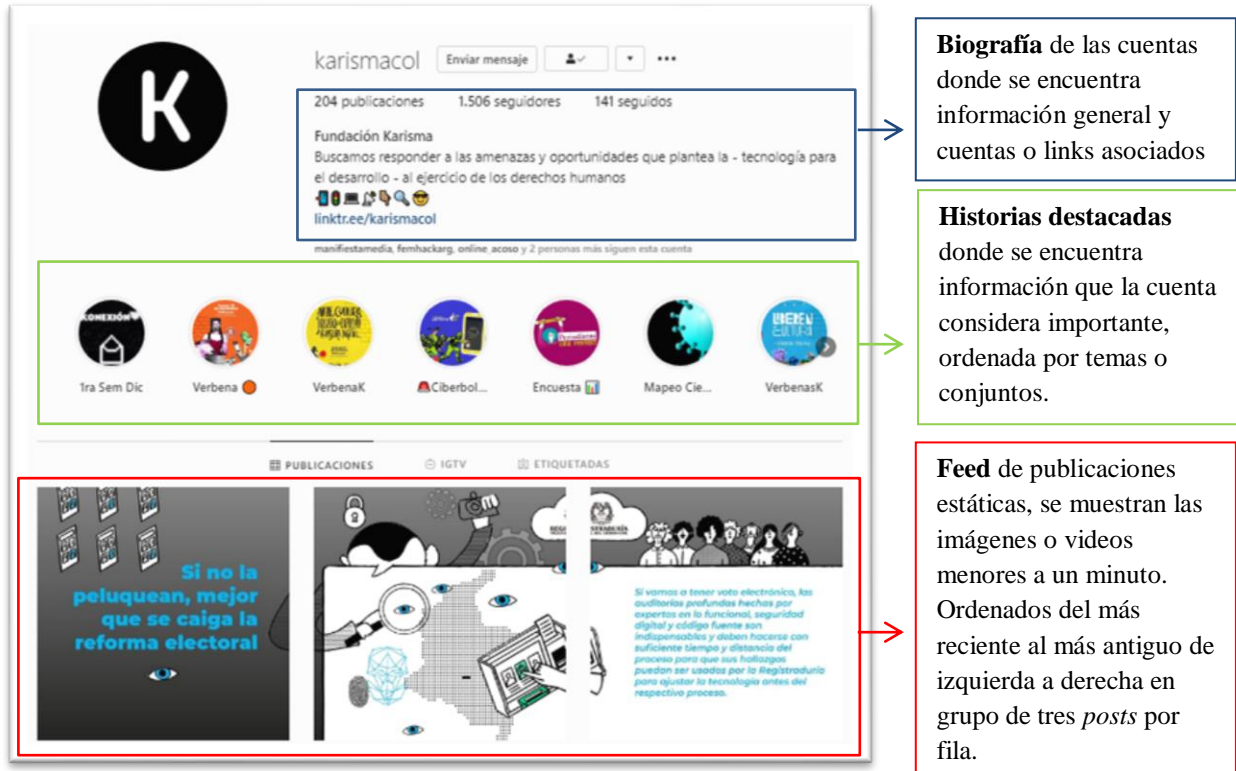 K
karismacol Enviar mensaje
204 publicaciones 1.506 seguidores 141 seguidos
Fundación Karisma
Buscamos responder a las amenazas y oportunidades que plantea la - tecnología para
el desarrollo - al ejercicio de los derechos humanos
linktr.ee/karismacol
manifiestamedia, femhackarg, online_acoso y 2 personas más siguen esta cuenta
CONEXIÓN
1ra Sem Dic Verbena VerbenaK Ciberbol... Encuesta Mapeo Cie... VerbenasK
PUBLICACIONES IGTV ETIQUETADAS
Si no la
peluquean, mejor
que se caiga la
reforma electoral
Si vamos a tener voto electrónico, las
auditorías profundas hechas por
expertos en lo funcional, seguridad
digital y código fuente son
indispensables y deben hacerse con
suficiente tiempo y distancia del
proceso para que sus hallazgos
puedan ser usados por la Registraduría
para ajustar la tecnología antes del
respectivo proceso.
Biografía de las cuentas
donde se encuentra
información general y
cuentas o links asociados
Historias destacadas
donde se encuentra
información que la cuenta
considera importante,
ordenada por temas o
conjuntos.
Feed de publicaciones
estáticas, se muestran las
imágenes o videos
menores a un minuto.
Ordenados del más
reciente al más antiguo de
izquierda a derecha en
grupo de tres posts por
fila.